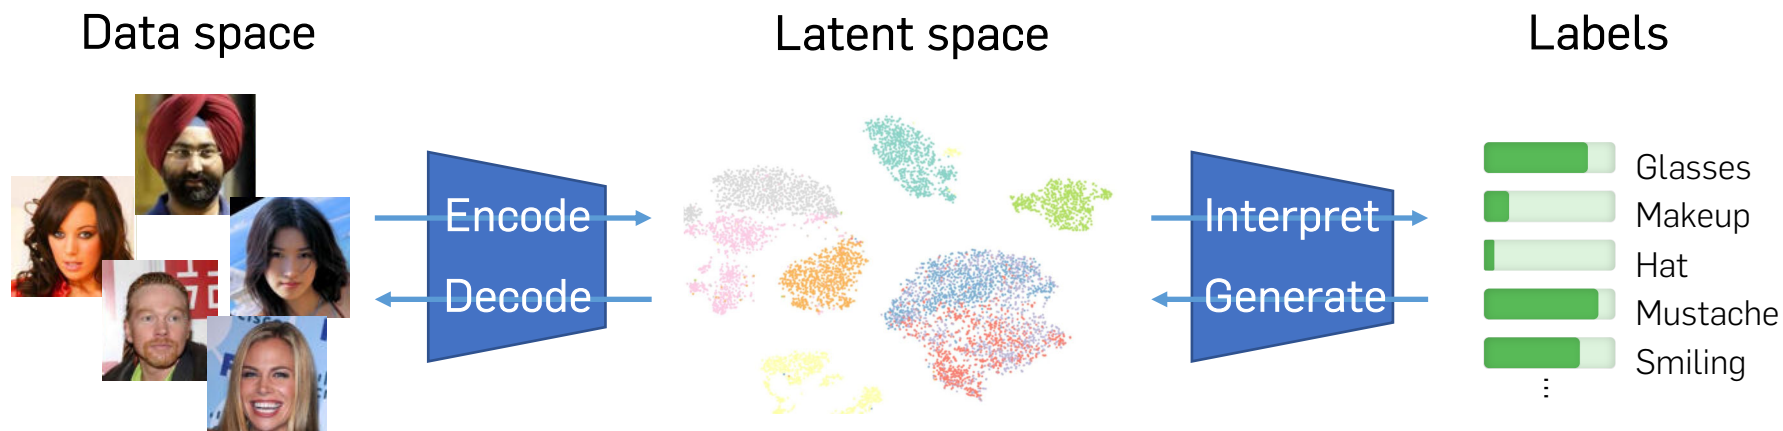 Data space
Latent space
Labels
Encode
Decode
Interpret
Generate
Glasses
Makeup
Hat
Mustache
Smiling
⋮